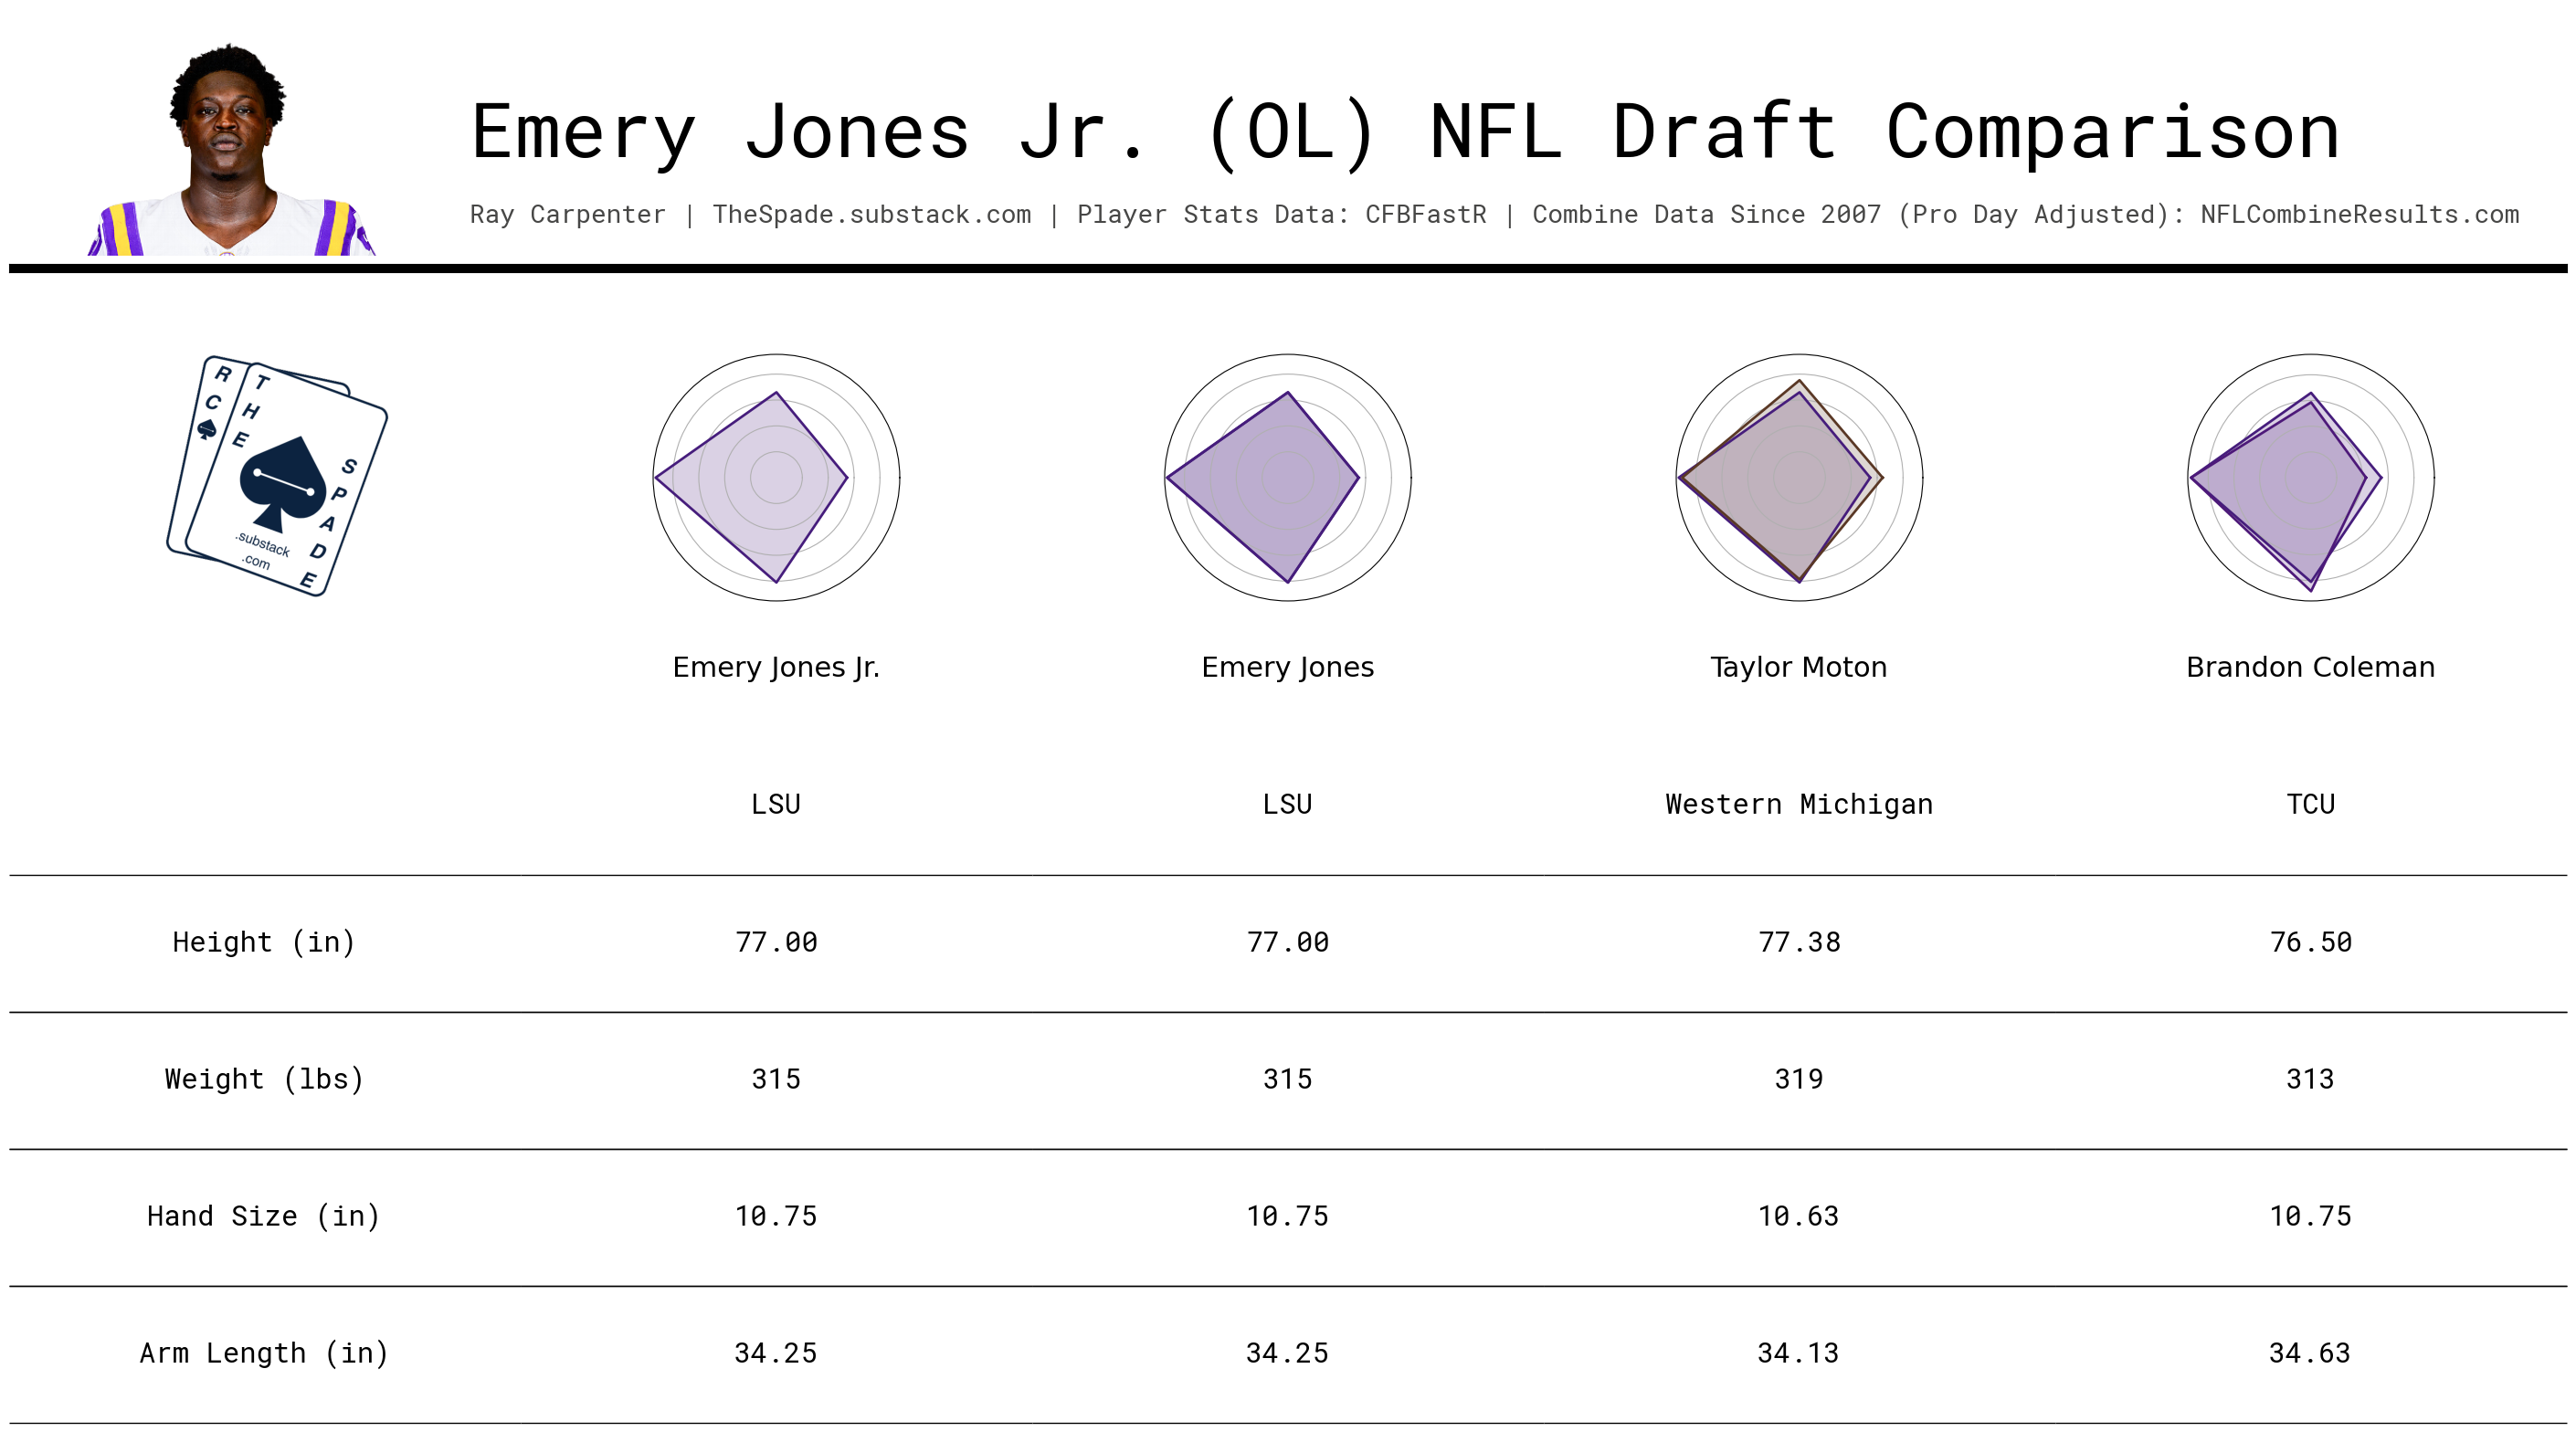 Emery Jones Jr. (OL) NFL Draft Comparison
Ray Carpenter | TheSpade.substack.com | Player Stats Data: CFBFastR | Combine Data Since 2007 (Pro Day Adjusted): NFLCombineResults.com
R C
T H E
S P A D E
.substack
.com
Emery Jones Jr. Emery Jones Taylor Moton Brandon Coleman
LSU LSU Western Michigan TCU
Height (in) 77.00 77.00 77.38 76.50
Weight (lbs) 315 315 319 313
Hand Size (in) 10.75 10.75 10.63 10.75
Arm Length (in) 34.25 34.25 34.13 34.63